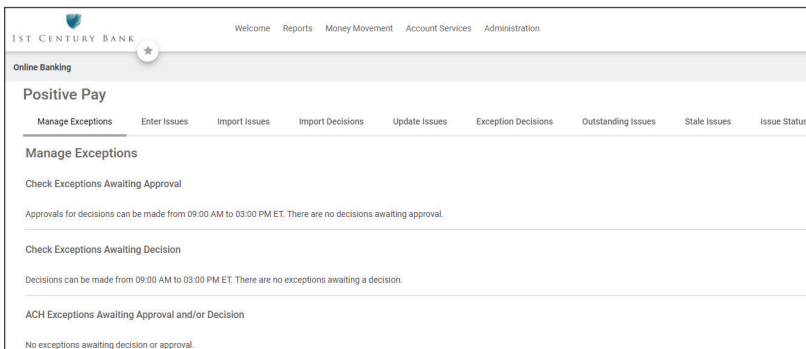 1ST CENTURY BANK
Welcome Reports Money Movement Account Services Administration
Online Banking
Positive Pay
Manage Exceptions Enter Issues Import Issues Import Decisions Update Issues Exception Decisions Outstanding Issues Stale Issues Issue Status
Manage Exceptions
Check Exceptions Awaiting Approval
Approvals for decisions can be made from 09:00 AM to 03:00 PM ET. There are no decisions awaiting approval.
Check Exceptions Awaiting Decision
Decisions can be made from 09:00 AM to 03:00 PM ET. There are no exceptions awaiting a decision.
ACH Exceptions Awaiting Approval and/or Decision
No exceptions awaiting decision or approval.